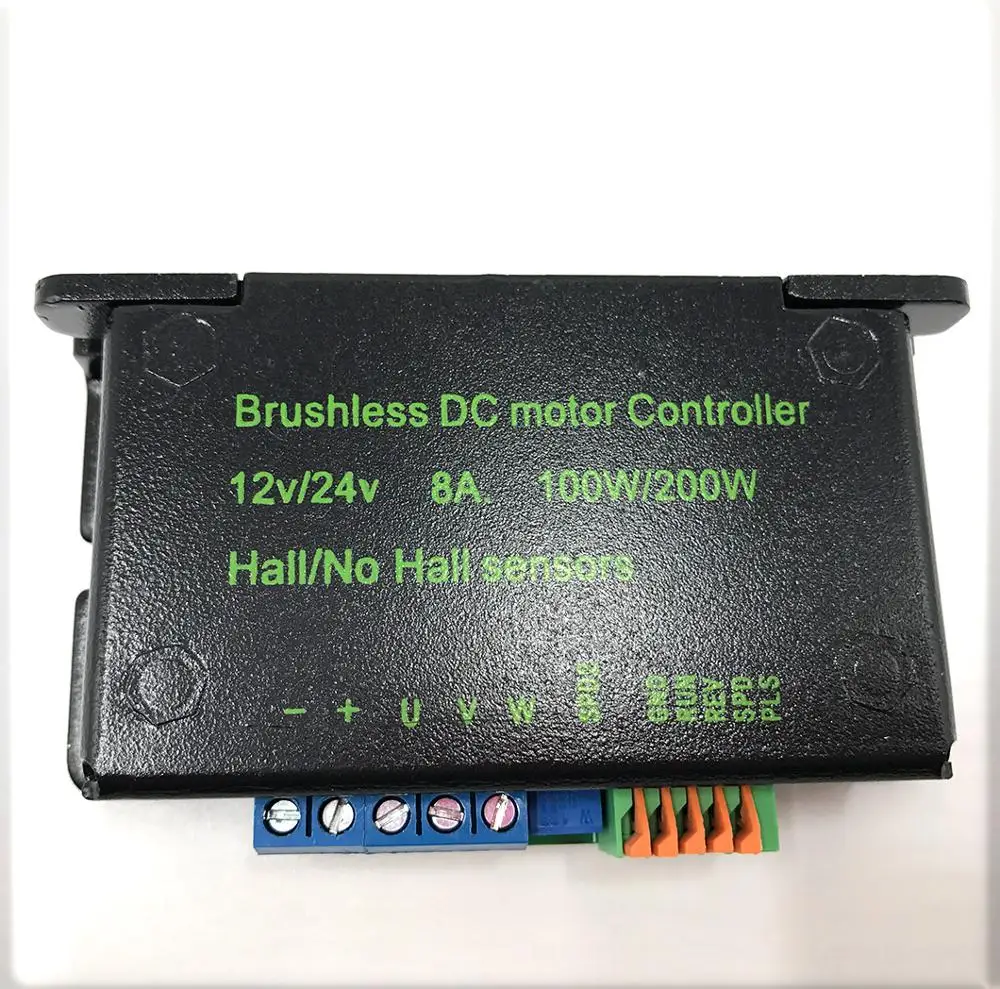 Brushless DC motor Controller
12v/24v 8A 100W/200W
Hall/No Hall sensors
- + U V W
GND
RUN
REV
SPD
PLS